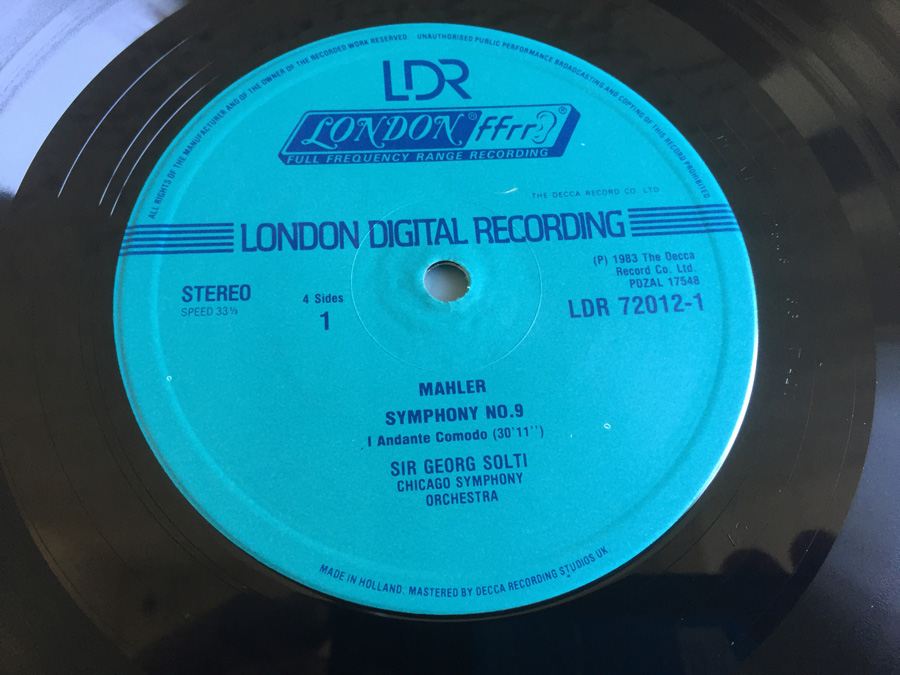 ALL RIGHTS OF THE MANUFACTURER AND OF THE OWNER OF THE RECORDED WORK RESERVED. UNAUTHORISED PUBLIC PERFORMANCE BROADCASTING AND COPYING OF THIS RECORD PROHIBITED
LDR
LONDON® ffrr®
FULL FREQUENCY RANGE RECORDING
THE DECCA RECORD CO. LTD
LONDON DIGITAL RECORDING
(P) 1983 The Decca
Record Co. Ltd.
PDZAL 17548
STEREO
SPEED 33⅓
4 Sides
1
LDR 72012-1
MAHLER
SYMPHONY NO.9
I Andante Comodo (30'11'')
SIR GEORG SOLTI
CHICAGO SYMPHONY
ORCHESTRA
MADE IN HOLLAND. MASTERED BY DECCA RECORDING STUDIOS UK